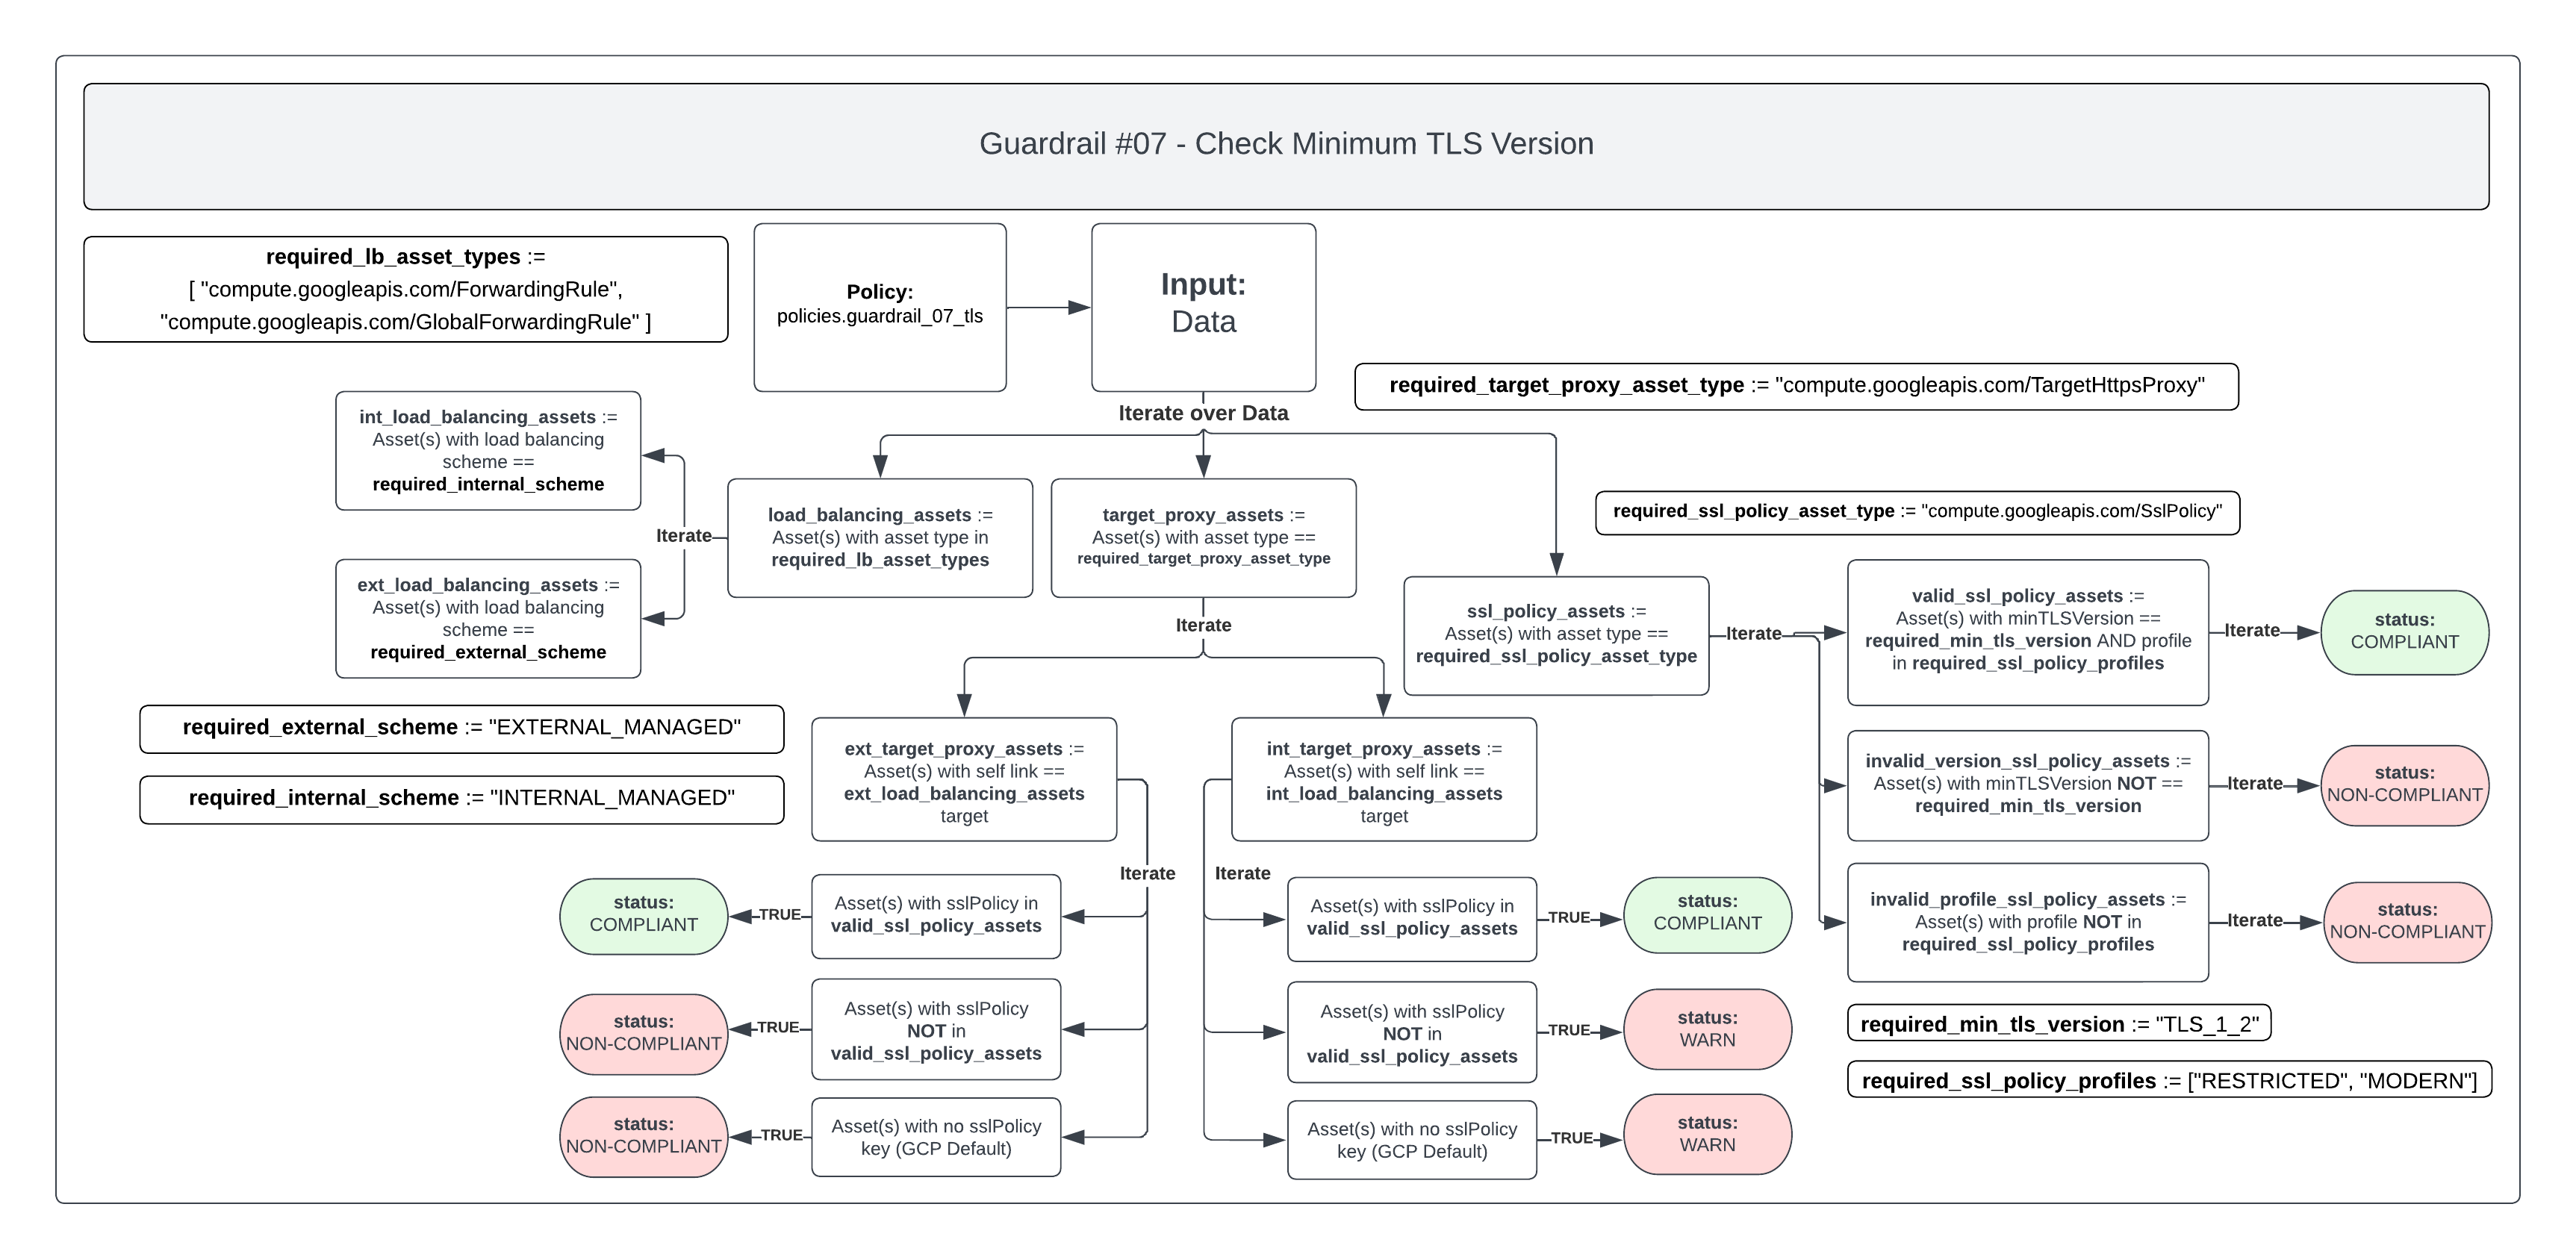 Guardrail #07 - Check Minimum TLS Version
required_lb_asset_types :=
[ "compute.googleapis.com/ForwardingRule",
"compute.googleapis.com/GlobalForwardingRule" ]
Policy:
policies.guardrail_07_tls
Input:
Data
required_target_proxy_asset_type := "compute.googleapis.com/TargetHttpsProxy"
Iterate over Data
int_load_balancing_assets :=
Asset(s) with load balancing
scheme ==
required_internal_scheme
Iterate
ext_load_balancing_assets :=
Asset(s) with load balancing
scheme ==
required_external_scheme
load_balancing_assets :=
Asset(s) with asset type in
required_lb_asset_types
target_proxy_assets :=
Asset(s) with asset type ==
required_target_proxy_asset_type
Iterate
required_ssl_policy_asset_type := "compute.googleapis.com/SslPolicy"
ssl_policy_assets :=
Asset(s) with asset type ==
required_ssl_policy_asset_type
Iterate
valid_ssl_policy_assets :=
Asset(s) with minTLSVersion ==
required_min_tls_version AND profile
in required_ssl_policy_profiles
Iterate
status:
COMPLIANT
required_external_scheme := "EXTERNAL_MANAGED"
required_internal_scheme := "INTERNAL_MANAGED"
ext_target_proxy_assets :=
Asset(s) with self link ==
ext_load_balancing_assets
target
int_target_proxy_assets :=
Asset(s) with self link ==
int_load_balancing_assets
target
invalid_version_ssl_policy_assets :=
Asset(s) with minTLSVersion NOT ==
required_min_tls_version
Iterate
status:
NON-COMPLIANT
Iterate
Iterate
status:
COMPLIANT
TRUE
Asset(s) with sslPolicy in
valid_ssl_policy_assets
Asset(s) with sslPolicy in
valid_ssl_policy_assets
TRUE
status:
COMPLIANT
invalid_profile_ssl_policy_assets :=
Asset(s) with profile NOT in
required_ssl_policy_profiles
Iterate
status:
NON-COMPLIANT
status:
NON-COMPLIANT
TRUE
Asset(s) with sslPolicy
NOT in
valid_ssl_policy_assets
Asset(s) with sslPolicy
NOT in
valid_ssl_policy_assets
TRUE
status:
WARN
required_min_tls_version := "TLS_1_2"
required_ssl_policy_profiles := ["RESTRICTED", "MODERN"]
status:
NON-COMPLIANT
TRUE
Asset(s) with no sslPolicy
key (GCP Default)
Asset(s) with no sslPolicy
key (GCP Default)
TRUE
status:
WARN